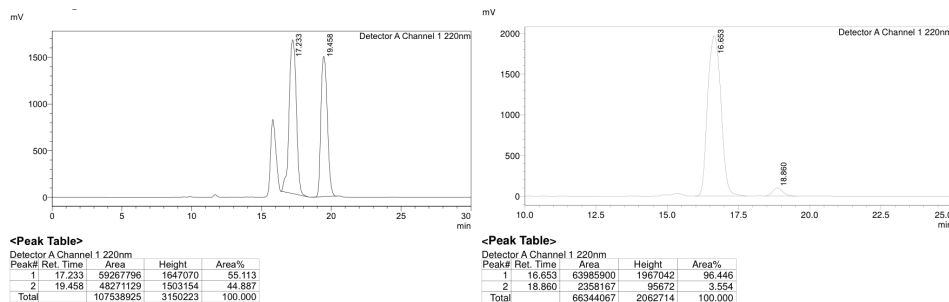 mV
Detector A Channel 1 220nm
17.233
19.458
1500
1000
500
0
0 5 10 15 20 25 30
min
<Peak Table>
Detector A Channel 1 220nm
Peak# Ret. Time Area Height Area%
1 17.233 59267796 1647070 55.113
2 19.458 48271129 1503154 44.887
Total 107538925 3150223 100.000
mV
Detector A Channel 1 220nm
16.653
18.860
2000
1500
1000
500
0
10.0 12.5 15.0 17.5 20.0 22.5 25.0
min
<Peak Table>
Detector A Channel 1 220nm
Peak# Ret. Time Area Height Area%
1 16.653 63985900 1967042 96.446
2 18.860 2358167 95672 3.554
Total 66344067 2062714 100.000